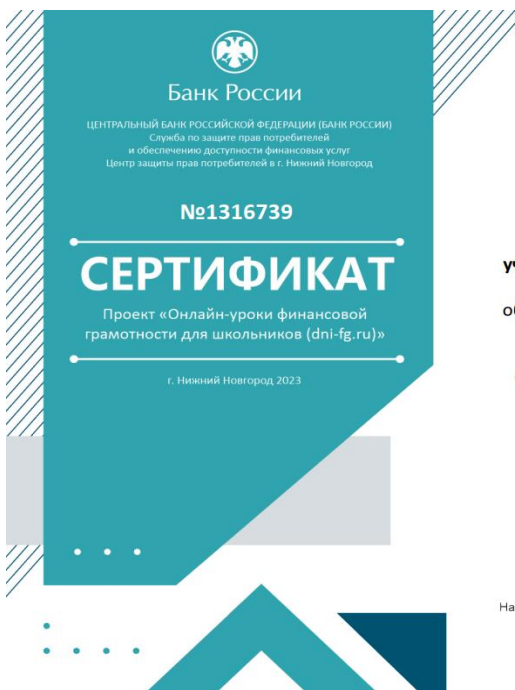 Банк России
ЦЕНТРАЛЬНЫЙ БАНК РОССИЙСКОЙ ФЕДЕРАЦИИ (БАНК РОССИИ)
Служба по защите прав потребителей
и обеспечению доступности финансовых услуг
Центр защиты прав потребителей в г. Нижний Новгород
№1316739
СЕРТИФИКАТ
Проект «Онлайн-уроки финансовой
грамотности для школьников (dni-fg.ru)»
г. Нижний Новгород 2023